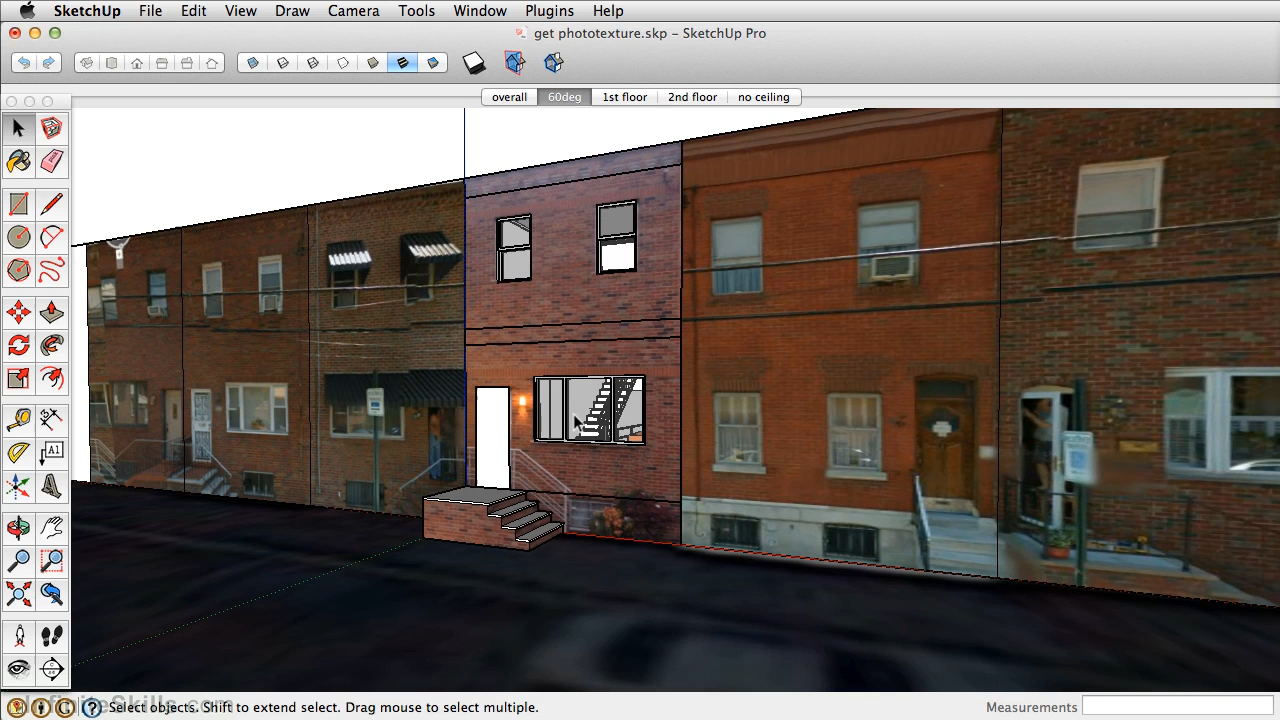 SketchUp File Edit View Draw Camera Tools Window Plugins Help
get phototexture.skp – SketchUp Pro
overall 60deg 1st floor 2nd floor no ceiling
A1
Select objects. Shift to extend select. Drag mouse to select multiple.
Measurements